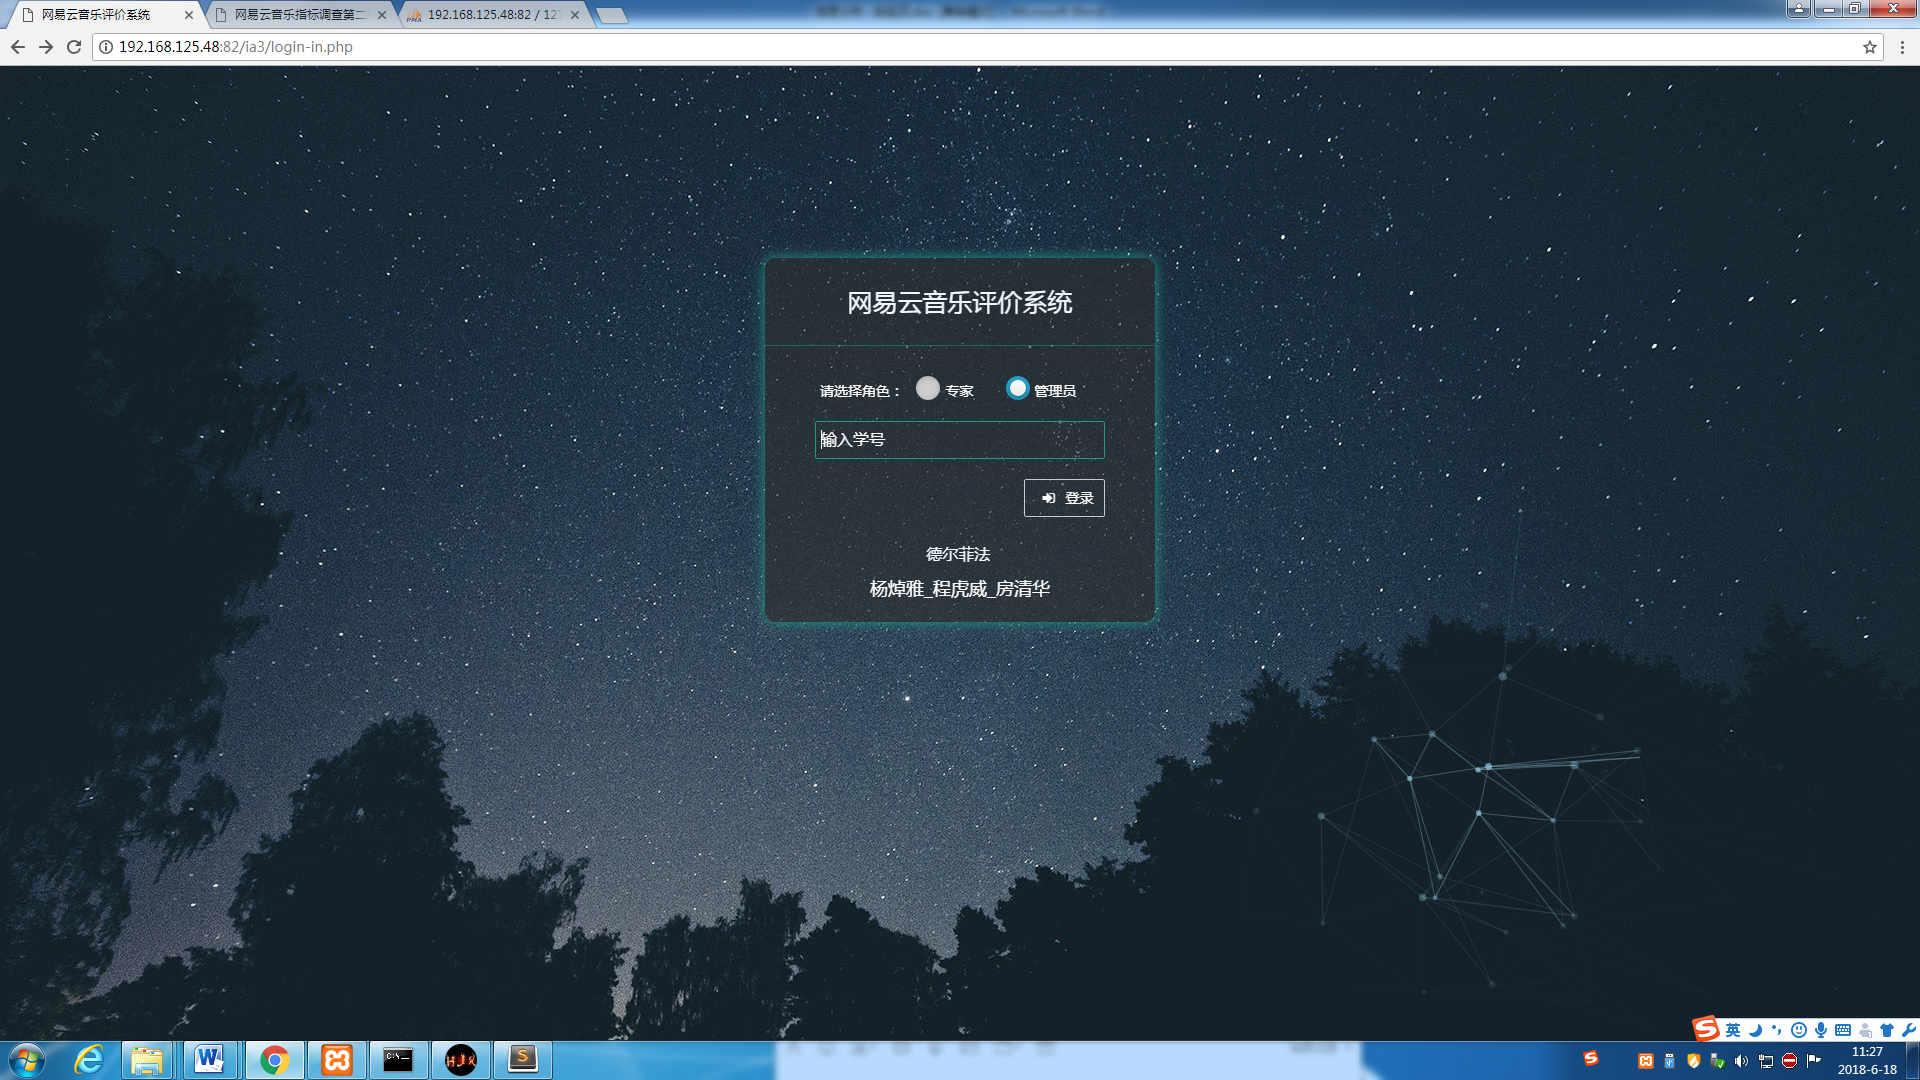 网易云音乐评价系统
网易云音乐指标调查第二
192.168.125.48:82 / 127
192.168.125.48:82/ia3/login-in.php
网易云音乐评价系统
请选择角色： 专家 管理员
输入学号
登录
德尔菲法
杨焯雅_程虎威_房清华
英
11:27
2018-6-18